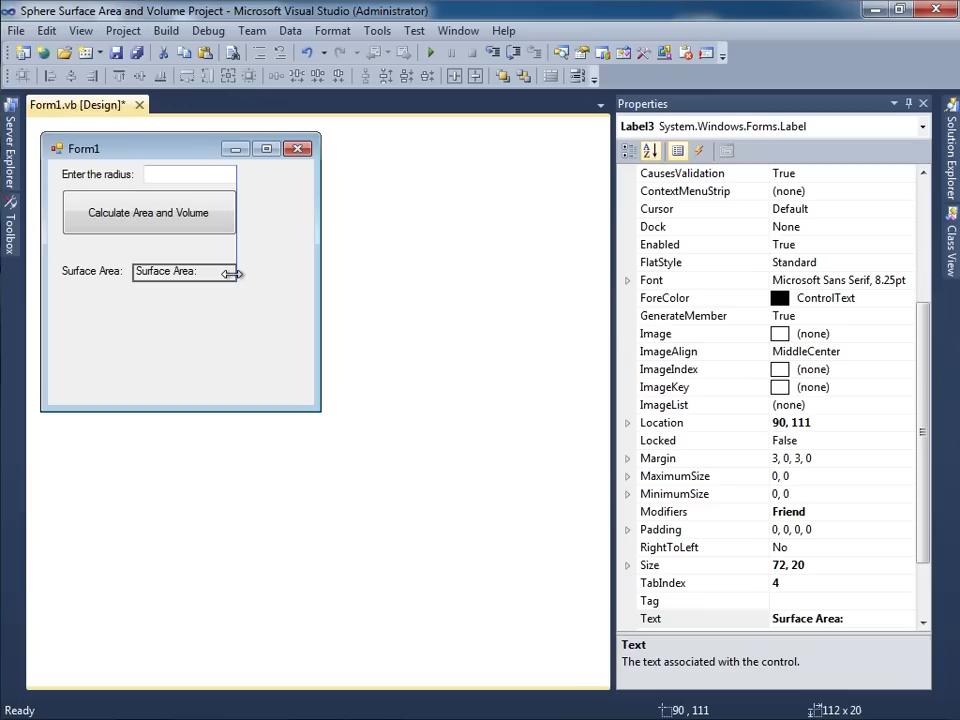 Sphere Surface Area and Volume Project - Microsoft Visual Studio (Administrator)
File Edit View Project Build Debug Team Data Format Tools Test Window Help
Form1.vb [Design]*
Server Explorer
Toolbox
Form1
Enter the radius:
Calculate Area and Volume
Surface Area: Surface Area:
Properties
Label3 System.Windows.Forms.Label
CausesValidation True
ContextMenuStrip (none)
Cursor Default
Dock None
Enabled True
FlatStyle Standard
Font Microsoft Sans Serif, 8.25pt
ForeColor ControlText
GenerateMember True
Image (none)
ImageAlign MiddleCenter
ImageIndex (none)
ImageKey (none)
ImageList (none)
Location 90, 111
Locked False
Margin 3, 0, 3, 0
MaximumSize 0, 0
MinimumSize 0, 0
Modifiers Friend
Padding 0, 0, 0, 0
RightToLeft No
Size 72, 20
TabIndex 4
Tag
Text Surface Area:
Text
The text associated with the control.
Solution Explorer
Class View
Ready 90 , 111 112 x 20